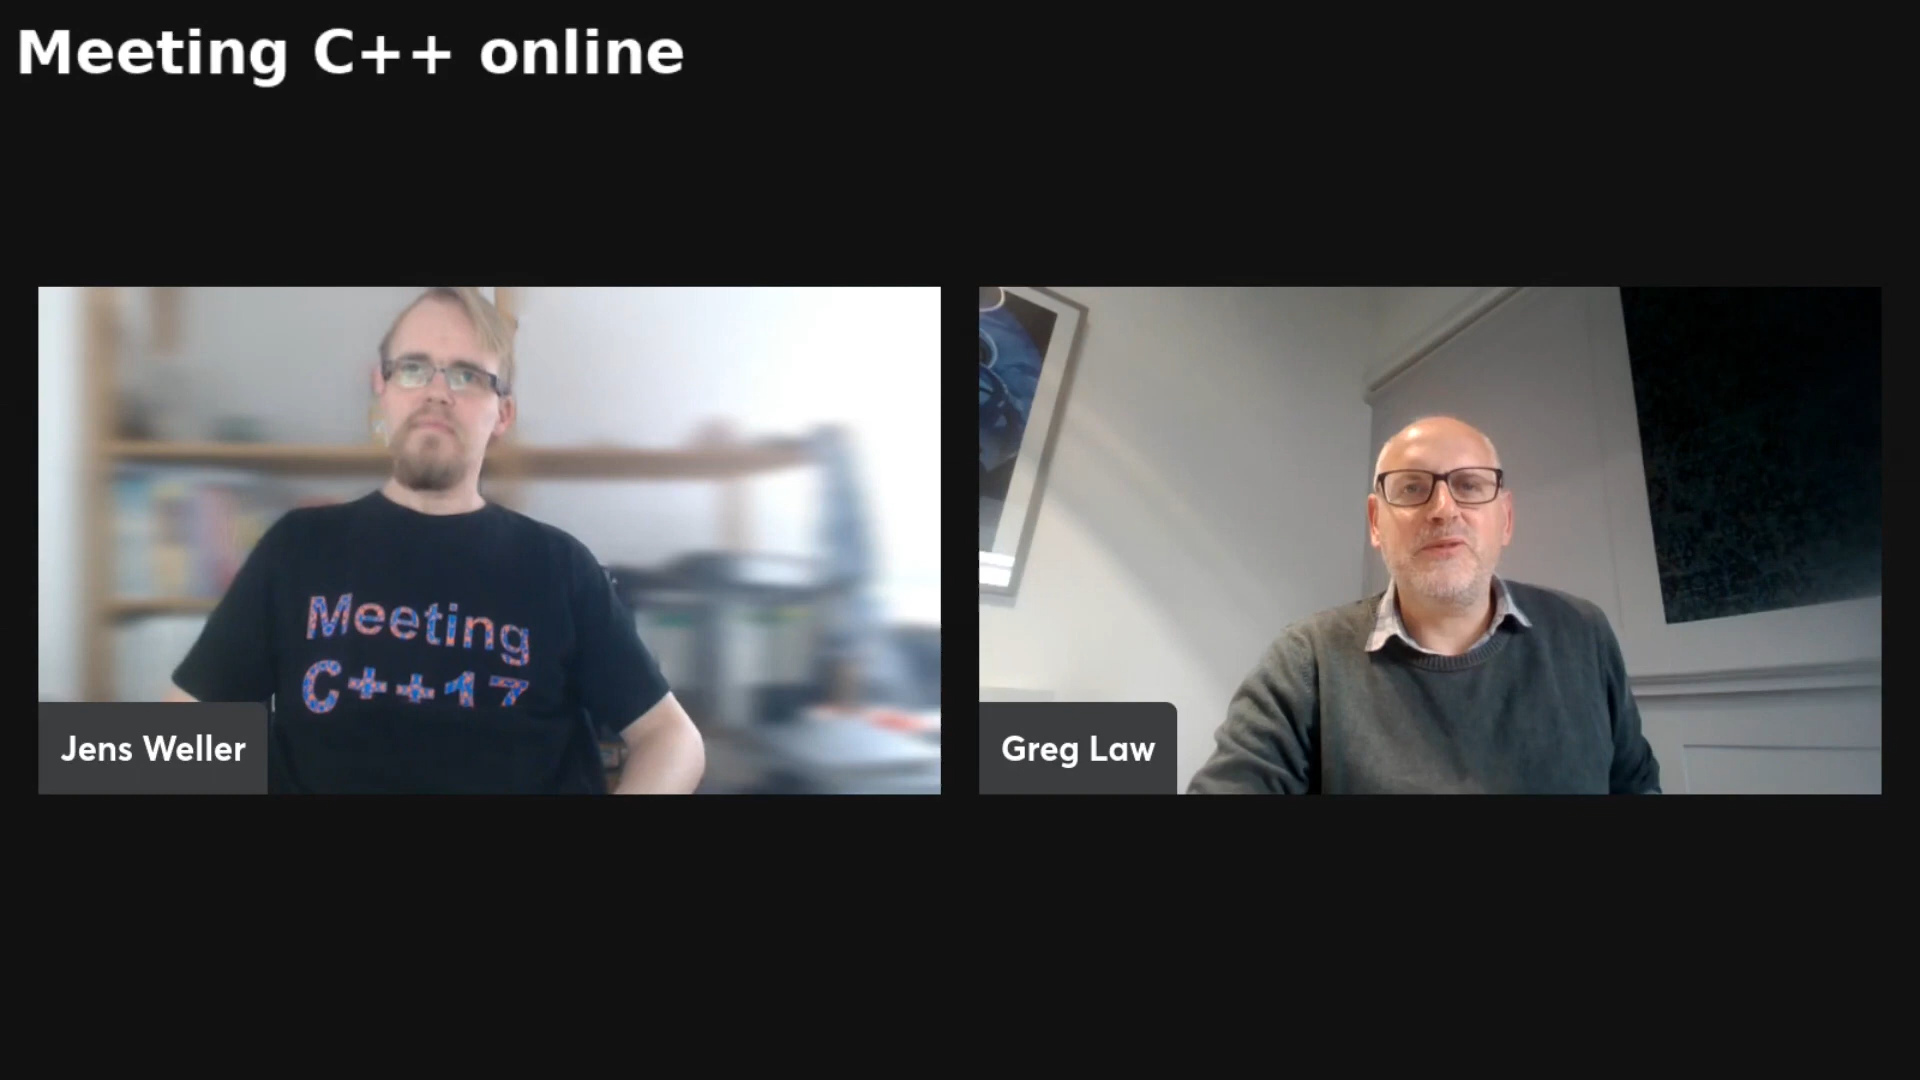 Meeting C++ online
Meeting
C++17
Jens Weller
Greg Law